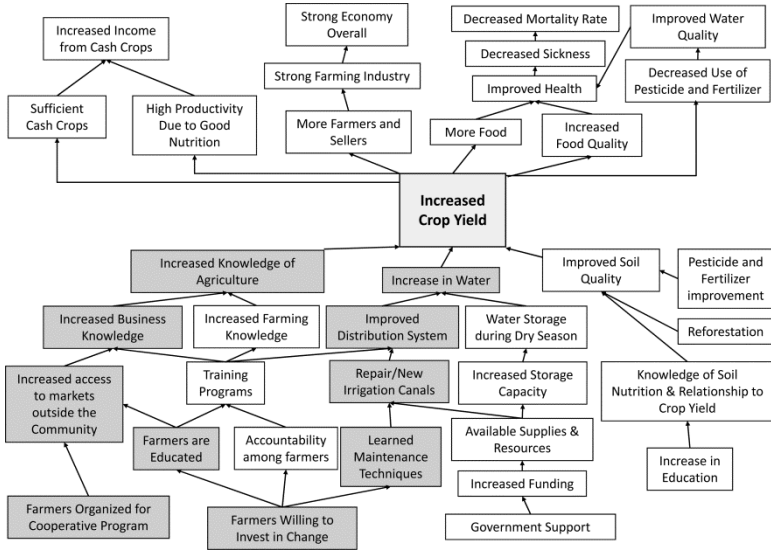 Increased Income
from Cash Crops
Strong Economy
Overall
Decreased Mortality Rate
Improved Water
Quality
Decreased Sickness
Strong Farming Industry
Improved Health
Decreased Use of
Pesticide and Fertilizer
Sufficient
Cash Crops
High Productivity
Due to Good
Nutrition
More Farmers and
Sellers
More Food
Increased
Food Quality
Increased
Crop Yield
Increased Knowledge of
Agriculture
Increase in Water
Improved Soil
Quality
Pesticide and
Fertilizer
improvement
Increased Business
Knowledge
Increased Farming
Knowledge
Improved
Distribution System
Water Storage
during Dry Season
Reforestation
Increased access
to markets
outside the
Community
Training
Programs
Repair/New
Irrigation Canals
Increased Storage
Capacity
Knowledge of Soil
Nutrition & Relationship to
Crop Yield
Farmers are
Educated
Accountability
among farmers
Learned
Maintenance
Techniques
Available Supplies &
Resources
Increase in
Education
Increased Funding
Farmers Organized for
Cooperative Program
Farmers Willing to
Invest in Change
Government Support